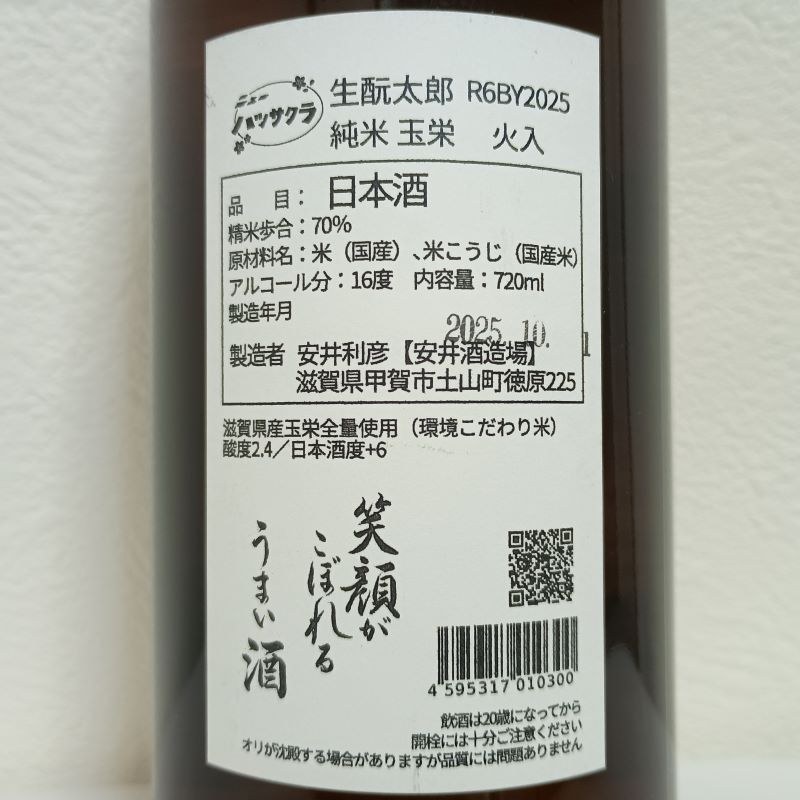 ニュー
ハツサクラ
生酛太郎 R6BY2025
純米 玉栄 火入
品目：日本酒
精米歩合：70%
原材料名：米（国産）、米こうじ（国産米）
アルコール分：16度 内容量：720ml
製造年月
2025.10. 1
製造者 安井利彦【安井酒造場】
滋賀県甲賀市土山町徳原225
滋賀県産玉栄全量使用（環境こだわり米）
酸度2.4／日本酒度+6
笑顔が
こぼれる
うまい酒
4 595317 010300
飲酒は20歳になってから
開栓には十分ご注意ください
オリが沈殿する場合がありますが品質には問題ありません